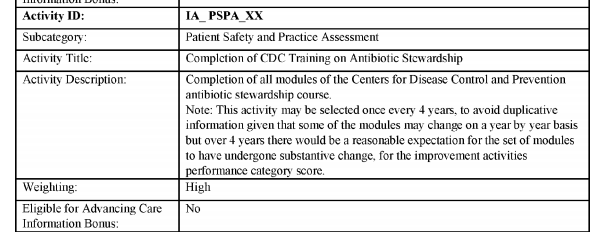 Information Bonus:
Activity ID: IA_ PSPA_XX
Subcategory: Patient Safety and Practice Assessment
Activity Title: Completion of CDC Training on Antibiotic Stewardship
Activity Description: Completion of all modules of the Centers for Disease Control and Prevention
antibiotic stewardship course.
Note: This activity may be selected once every 4 years, to avoid duplicative
information given that some of the modules may change on a year by year basis
but over 4 years there would be a reasonable expectation for the set of modules
to have undergone substantive change, for the improvement activities
performance category score.
Weighting: High
Eligible for Advancing Care No
Information Bonus: